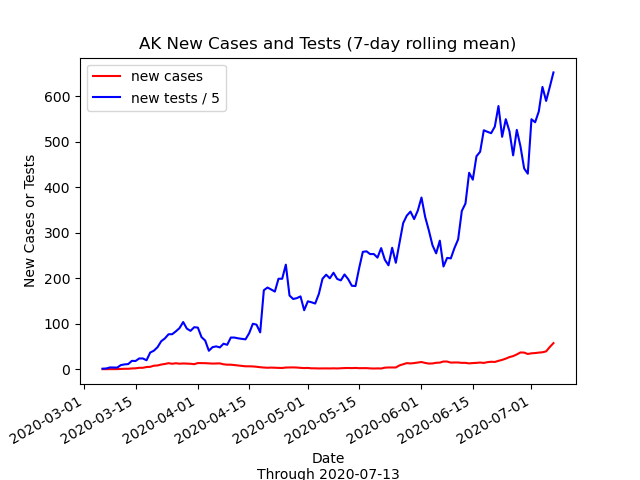 AK New Cases and Tests (7-day rolling mean)
new cases
new tests / 5
New Cases or Tests
600
500
400
300
200
100
0
2020-03-01
2020-03-15
2020-04-01
2020-04-15
2020-05-01
2020-05-15
2020-06-01
2020-06-15
2020-07-01
Date
Through 2020-07-13